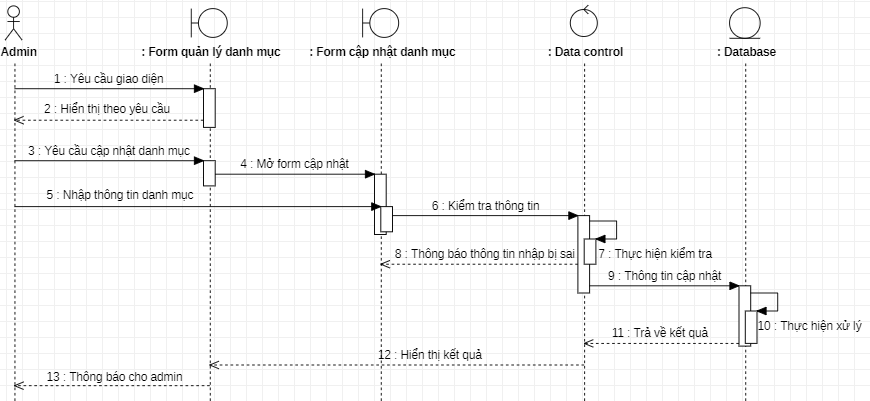 Admin
: Form quản lý danh mục
: Form cập nhật danh mục
: Data control
: Database
1 : Yêu cầu giao diện
2 : Hiển thị theo yêu cầu
3 : Yêu cầu cập nhật danh mục
4 : Mở form cập nhật
5 : Nhập thông tin danh mục
6 : Kiểm tra thông tin
7 : Thực hiện kiểm tra
8 : Thông báo thông tin nhập bị sai
9 : Thông tin cập nhật
10 : Thực hiện xử lý
11 : Trả về kết quả
12 : Hiển thị kết quả
13 : Thông báo cho admin